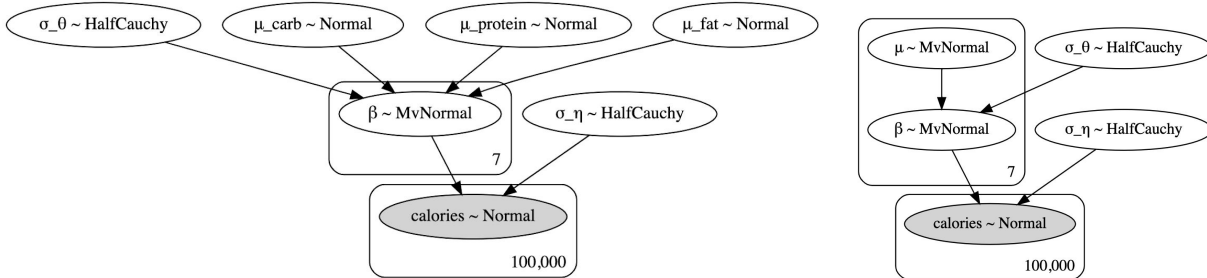 σ_θ ~ HalfCauchy
μ_carb ~ Normal
μ_protein ~ Normal
μ_fat ~ Normal
β ~ MvNormal
7
σ_η ~ HalfCauchy
calories ~ Normal
100,000
μ ~ MvNormal
σ_θ ~ HalfCauchy
β ~ MvNormal
7
σ_η ~ HalfCauchy
calories ~ Normal
100,000